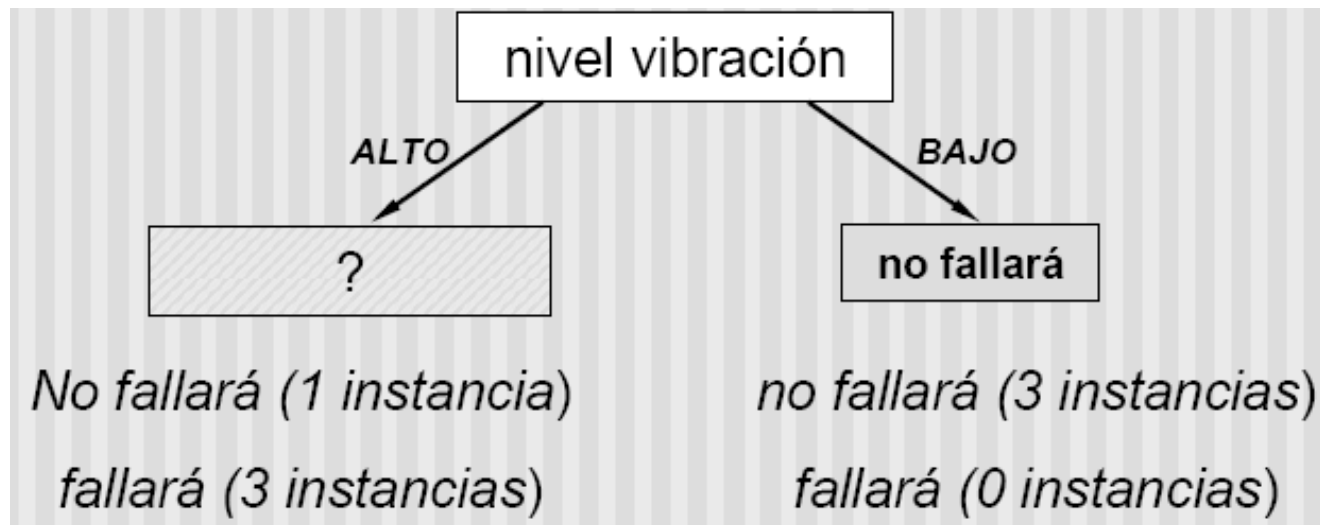 nivel vibración
ALTO
BAJO
?
no fallará
No fallará (1 instancia)
no fallará (3 instancias)
fallará (3 instancias)
fallará (0 instancias)